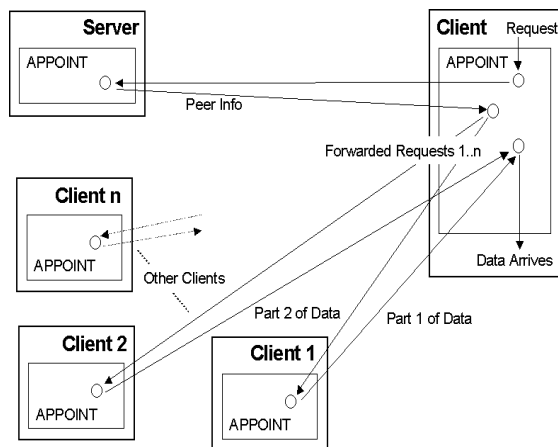 Server
APPOINT
Client
Request
APPOINT
Peer Info
Forwarded Requests 1..n
Client n
APPOINT
Other Clients
Data Arrives
Part 2 of Data
Part 1 of Data
Client 2
APPOINT
Client 1
APPOINT